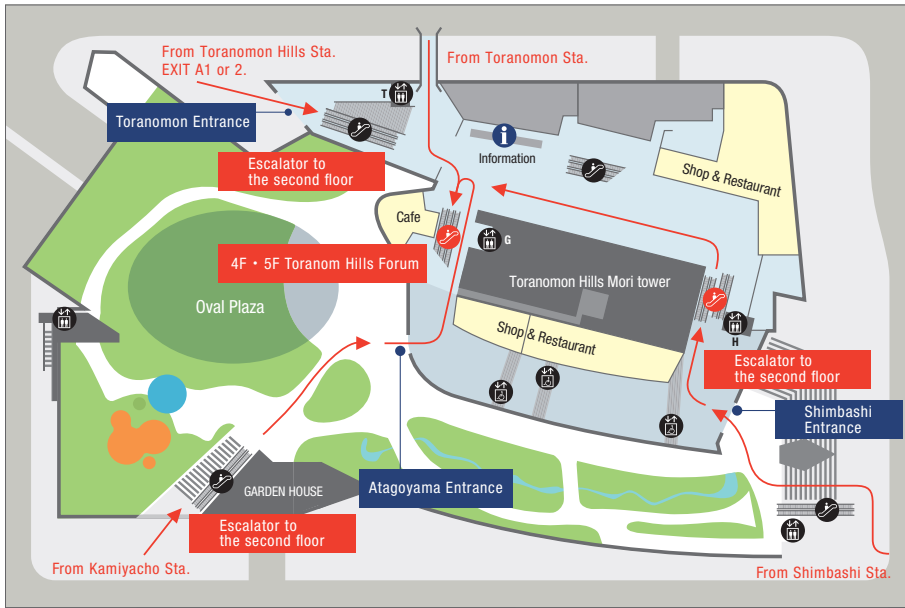 From Toranomon Hills Sta.
EXIT A1 or 2.
From Toranomon Sta.
T
Toranomon Entrance
i
Information
Escalator to
the second floor
Shop & Restaurant
Cafe
G
4F・5F Toranom Hills Forum
Toranomon Hills Mori tower
Oval Plaza
Shop & Restaurant
H
Escalator to
the second floor
Shimbashi
Entrance
GARDEN HOUSE
Atagoyama Entrance
Escalator to
the second floor
From Kamiyacho Sta.
From Shimbashi Sta.